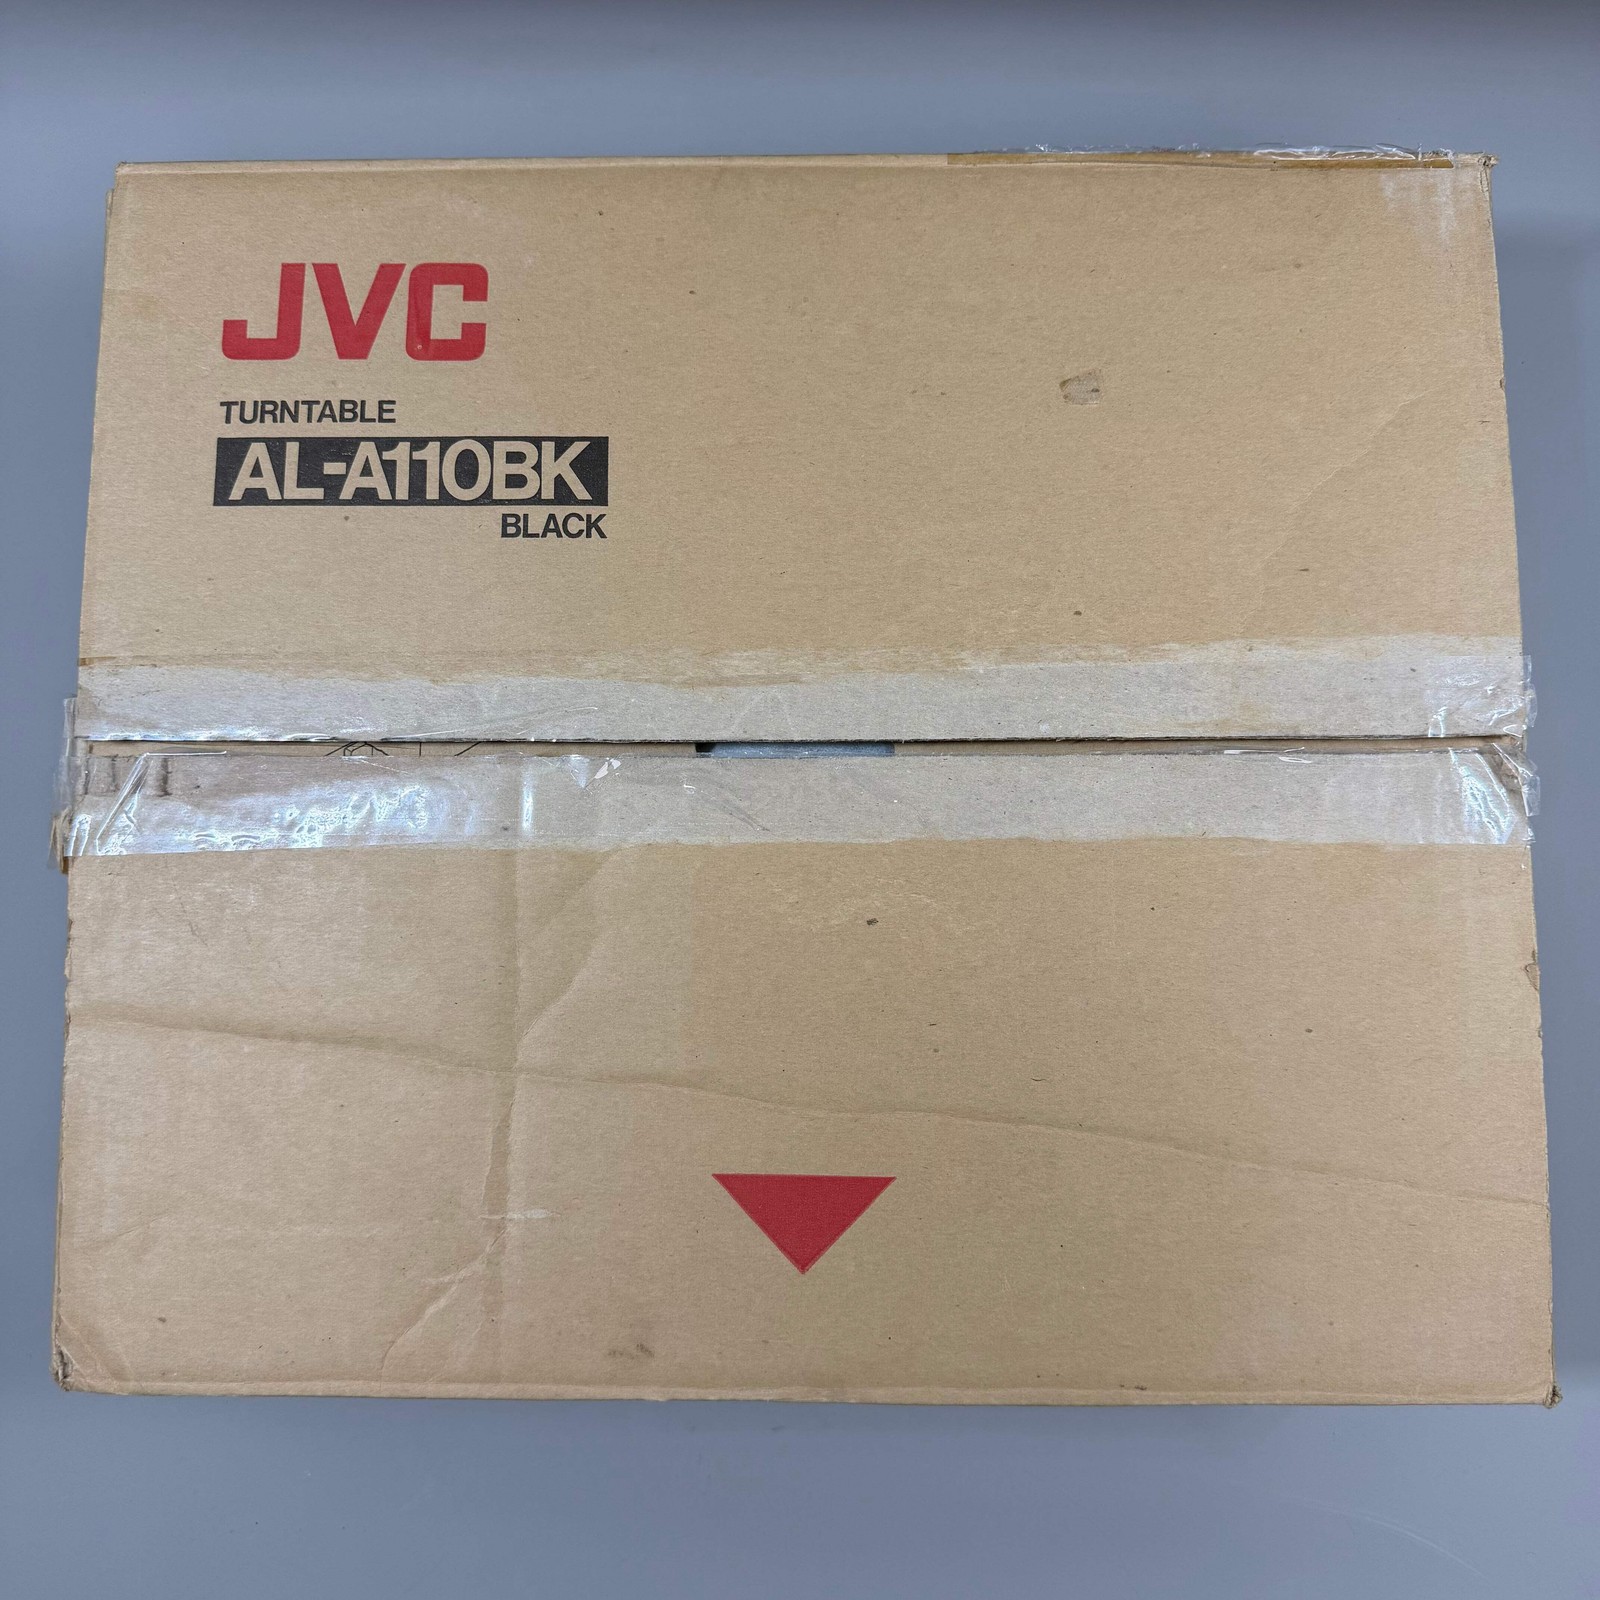 JVC
TURNTABLE
AL-A110BK
BLACK